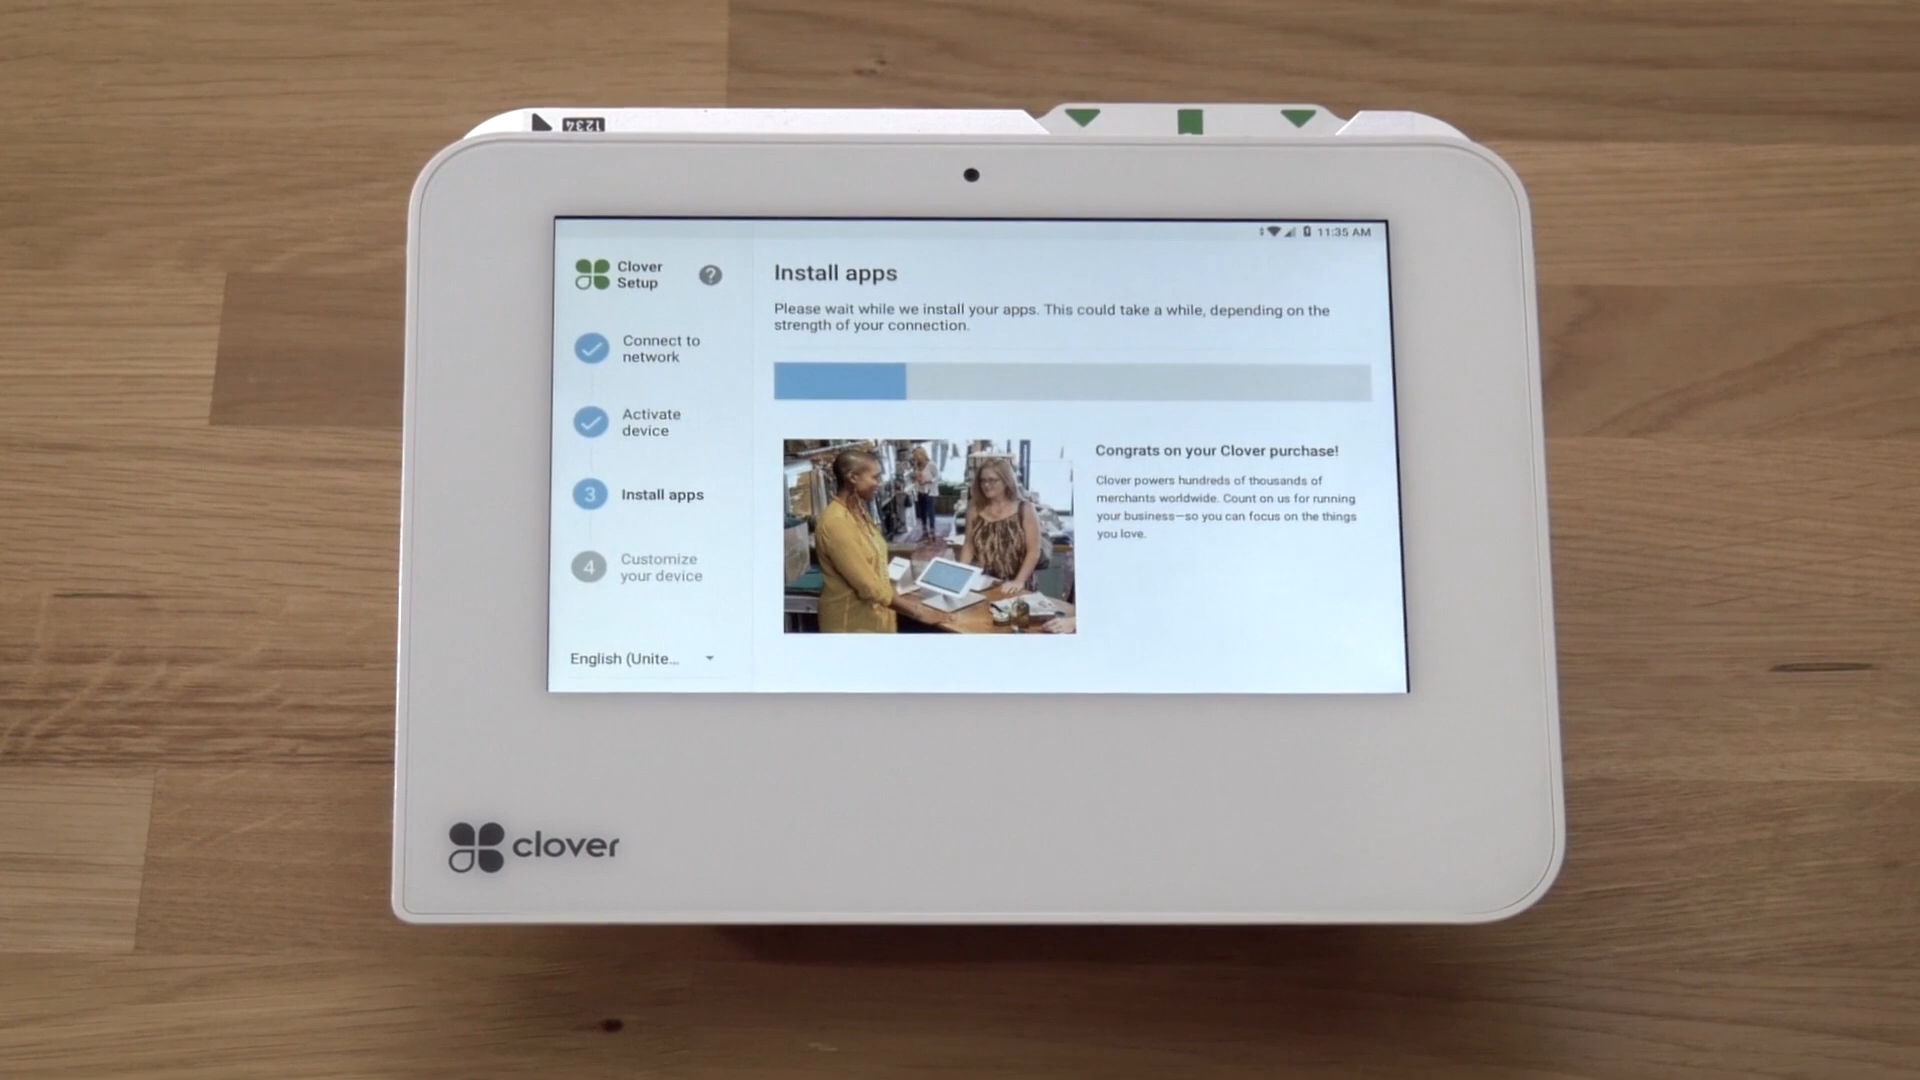 1234
11:35 AM
Clover
Setup
?
Connect to
network
Activate
device
3
Install apps
4
Customize
your device
English (Unite...
Install apps
Please wait while we install your apps. This could take a while, depending on the
strength of your connection.
Congrats on your Clover purchase!
Clover powers hundreds of thousands of
merchants worldwide. Count on us for running
your business—so you can focus on the things
you love.
clover